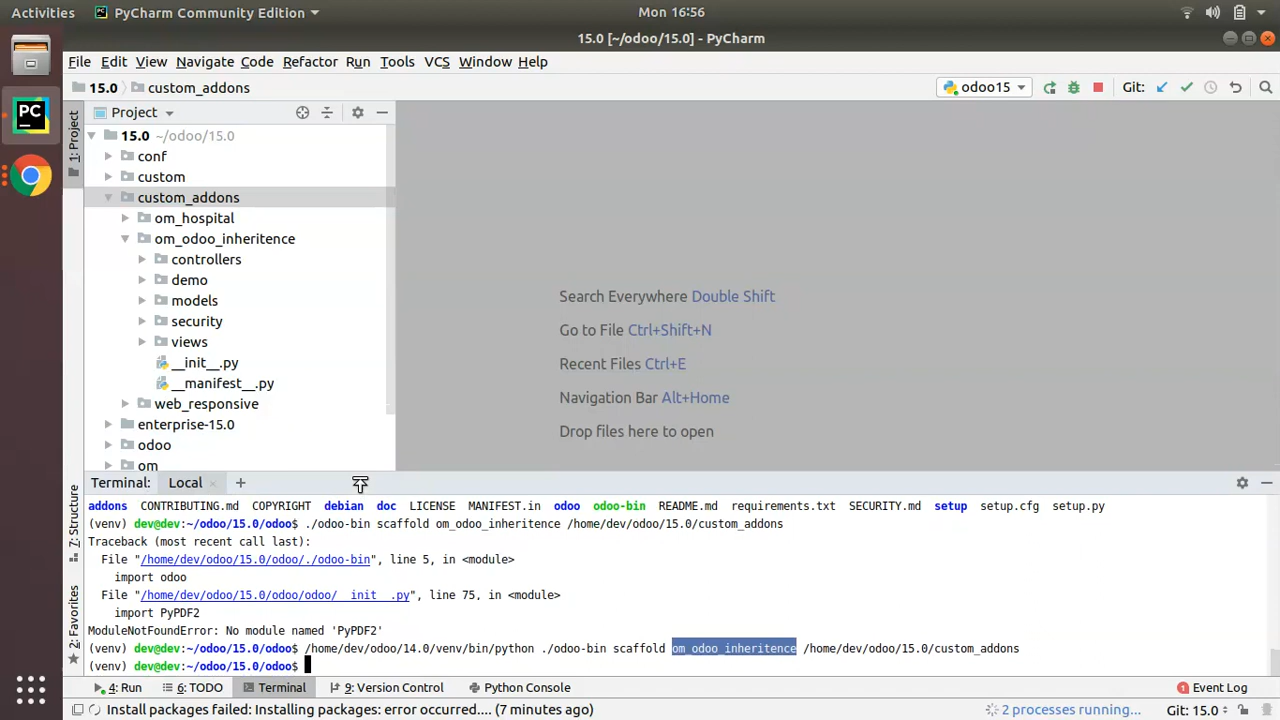 Activities PyCharm Community Edition Mon 16:56
15.0 [~/odoo/15.0] - PyCharm
File Edit View Navigate Code Refactor Run Tools VCS Window Help
15.0 custom_addons odoo15 Git:
Project
1: Project
15.0 ~/odoo/15.0
conf
custom
custom_addons
om_hospital
om_odoo_inheritence
controllers
demo
models
security
views
__init__.py
__manifest__.py
web_responsive
enterprise-15.0
odoo
om
Search Everywhere Double Shift
Go to File Ctrl+Shift+N
Recent Files Ctrl+E
Navigation Bar Alt+Home
Drop files here to open
7: Structure
2: Favorites
Terminal: Local +
addons CONTRIBUTING.md COPYRIGHT debian doc LICENSE MANIFEST.in odoo odoo-bin README.md requirements.txt SECURITY.md setup setup.cfg setup.py
(venv) dev@dev:~/odoo/15.0/odoo$ ./odoo-bin scaffold om_odoo_inheritence /home/dev/odoo/15.0/custom_addons
Traceback (most recent call last):
File "/home/dev/odoo/15.0/odoo/./odoo-bin", line 5, in <module>
import odoo
File "/home/dev/odoo/15.0/odoo/odoo/__init__.py", line 75, in <module>
import PyPDF2
ModuleNotFoundError: No module named 'PyPDF2'
(venv) dev@dev:~/odoo/15.0/odoo$ /home/dev/odoo/14.0/venv/bin/python ./odoo-bin scaffold om_odoo_inheritence /home/dev/odoo/15.0/custom_addons
(venv) dev@dev:~/odoo/15.0/odoo$
4: Run 6: TODO Terminal 9: Version Control Python Console 1 Event Log
Install packages failed: Installing packages: error occurred.... (7 minutes ago) 2 processes running... Git: 15.0